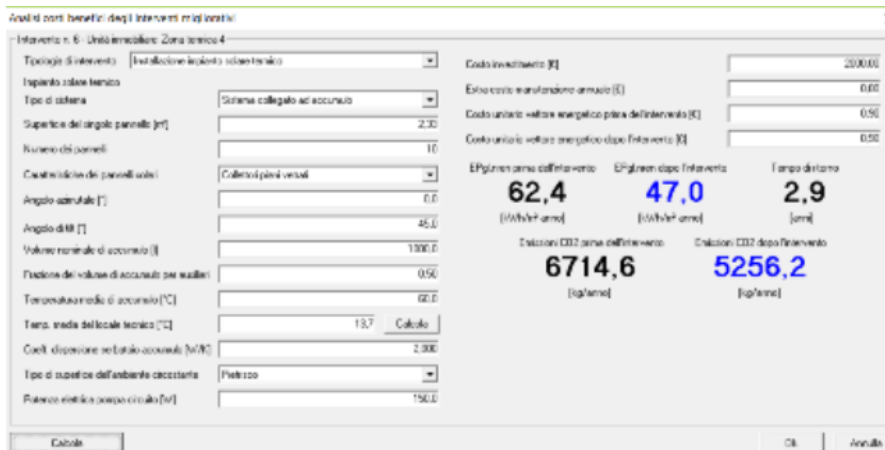 Analisi costi benefici degli interventi migliorativi
Intervento n. 6 - Unità immobiliare: Zona termica 4
Tipologia di intervento Installazione impianto solare termico
Impianto solare termico
Tipo di sistema Sistema collegato ad accumulo
Superficie del singolo pannello [m²]
Numero dei pannelli 10
Caratteristiche dei pannelli solari Collettori piani vetrati
Angolo azimutale [°] 0,0
Angolo di tilt [°] 45,0
Volume nominale di accumulo [l] 1000,0
Frazione del volume di accumulo per ausiliari 0,50
Temperatura media di accumulo [°C] 60,0
Temp. media del locale tecnico [°C] Calcola
Coeff. dispersione serbatoio accumulo [W/K] 2,000
Tipo di superficie dell'ambiente circostante Pietrisco
Potenza elettrica pompa circuito [W] 150,0
Costo investimento [€] 2000,00
Extra costo manutenzione annuale [€] 0,00
Costo unitario vettore energetico prima dell'intervento [€] 0,90
Costo unitario vettore energetico dopo l'intervento [€] 0,90
EPgl,nren prima dell'intervento EPgl,nren dopo l'intervento Tempo di ritorno
62,4 47,0 2,9
[kWh/m² anno] [kWh/m² anno] [anni]
Emissioni CO2 prima dell'intervento Emissioni CO2 dopo l'intervento
6714,6 5256,2
[kg/anno] [kg/anno]
Calcola Ok Annulla